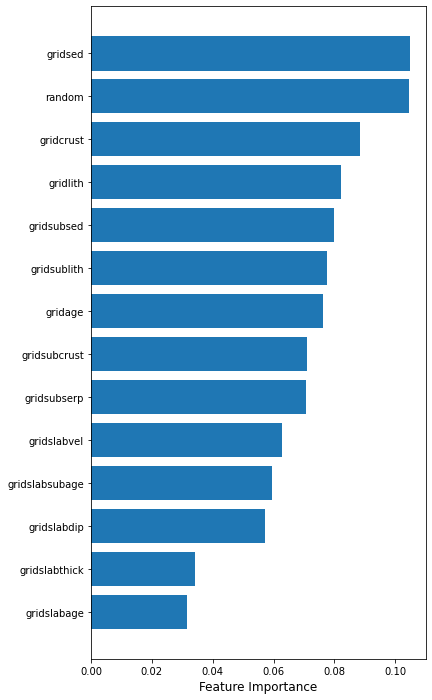 gridsed
random
gridcrust
gridlith
gridsubsed
gridsublith
gridage
gridsubcrust
gridsubserp
gridslabvel
gridslabsubage
gridslabdip
gridslabthick
gridslabage
0.00 0.02 0.04 0.06 0.08 0.10
Feature Importance